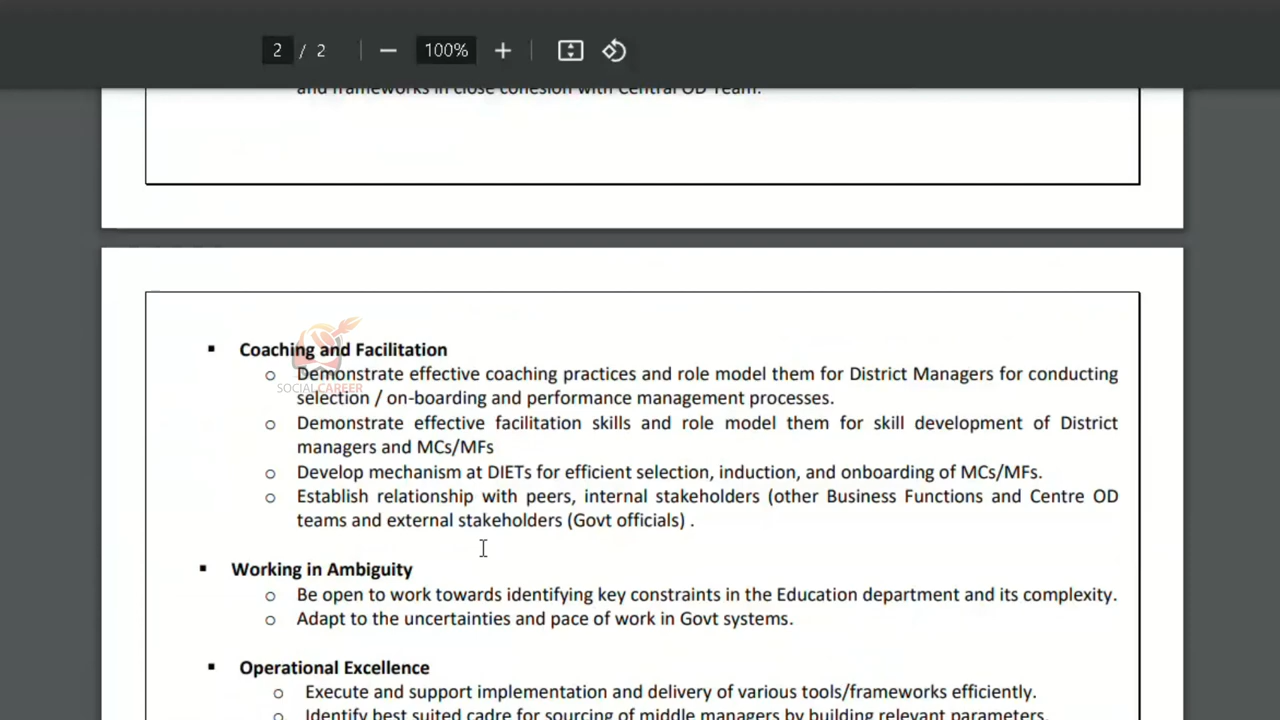 2 / 2
100%
and frameworks in close cohesion with Central OD Team.
Coaching and Facilitation
Demonstrate effective coaching practices and role model them for District Managers for conducting
selection / on-boarding and performance management processes.
Demonstrate effective facilitation skills and role model them for skill development of District
managers and MCs/MFs
Develop mechanism at DIETs for efficient selection, induction, and onboarding of MCs/MFs.
Establish relationship with peers, internal stakeholders (other Business Functions and Centre OD
teams and external stakeholders (Govt officials) .
SOCIALCAREER
Working in Ambiguity
Be open to work towards identifying key constraints in the Education department and its complexity.
Adapt to the uncertainties and pace of work in Govt systems.
Operational Excellence
Execute and support implementation and delivery of various tools/frameworks efficiently.
Identify best suited cadre for sourcing of middle managers by building relevant parameters.